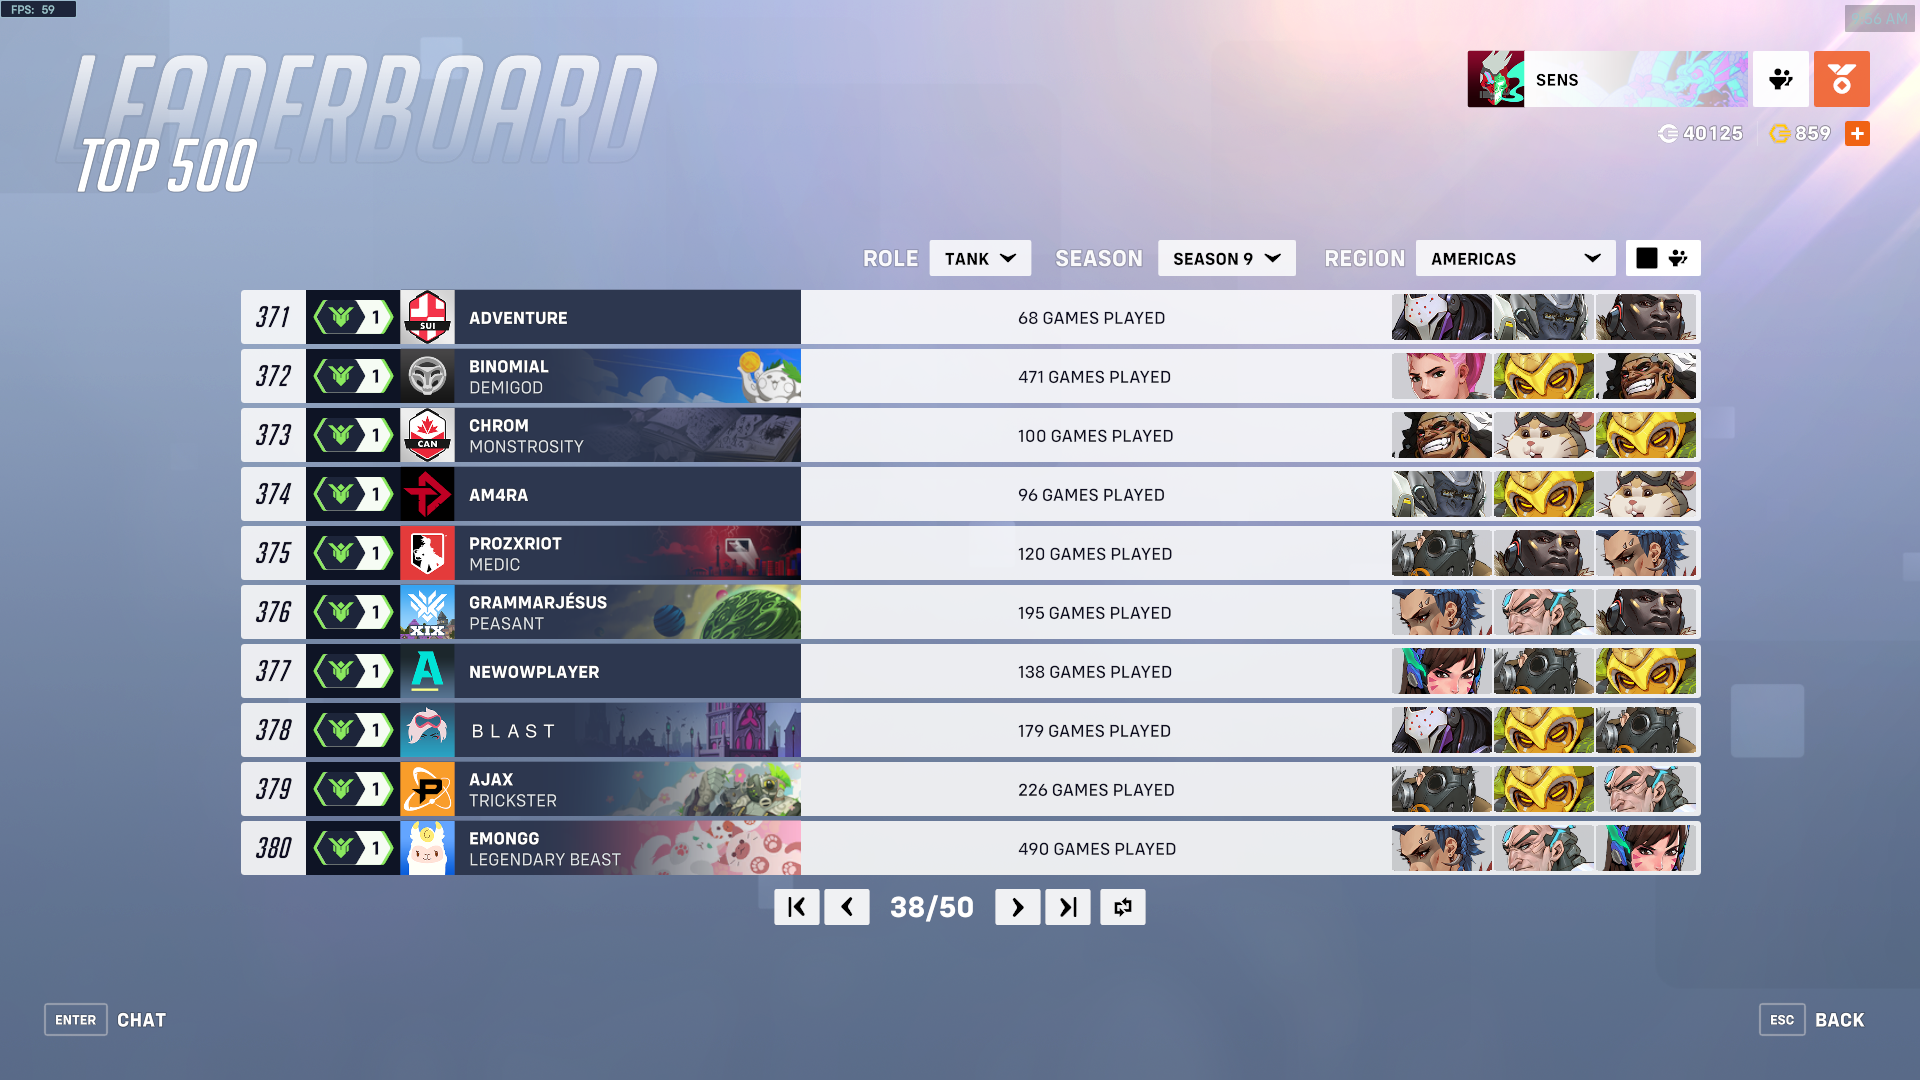 FPS: 59
56 AM
LEADERBOARD
TOP 500
SENS
40125
859
ROLE TANK SEASON SEASON 9 REGION AMERICAS
371 1 SUI ADVENTURE 68 GAMES PLAYED
372 1 BINOMIAL 471 GAMES PLAYED
DEMIGOD
373 1 CAN CHROM 100 GAMES PLAYED
MONSTROSITY
374 1 AM4RA 96 GAMES PLAYED
375 1 PROZXRIOT 120 GAMES PLAYED
MEDIC
376 1 XIX GRAMMARJÉSUS 195 GAMES PLAYED
PEASANT
377 1 A NEWOWPLAYER 138 GAMES PLAYED
378 1 B L A S T 179 GAMES PLAYED
379 1 P AJAX 226 GAMES PLAYED
TRICKSTER
380 1 EMONGG 490 GAMES PLAYED
LEGENDARY BEAST
38/50
ENTER CHAT
ESC BACK